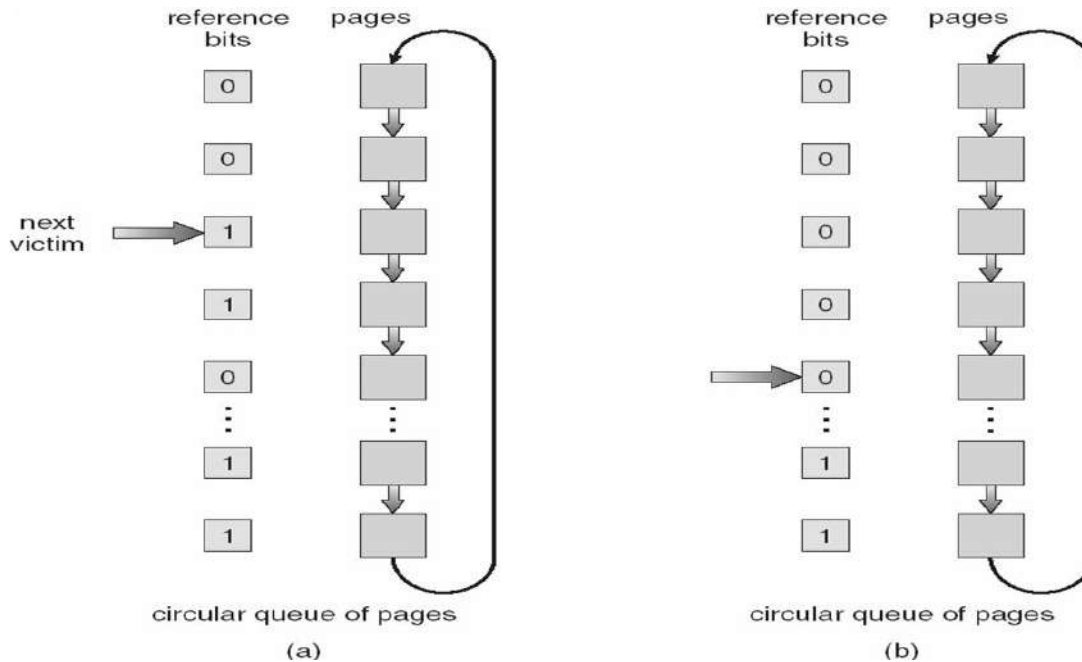 reference
bits
pages
0
0
next
victim
1
1
0
1
1
circular queue of pages
(a)
reference
bits
pages
0
0
0
0
0
1
1
circular queue of pages
(b)